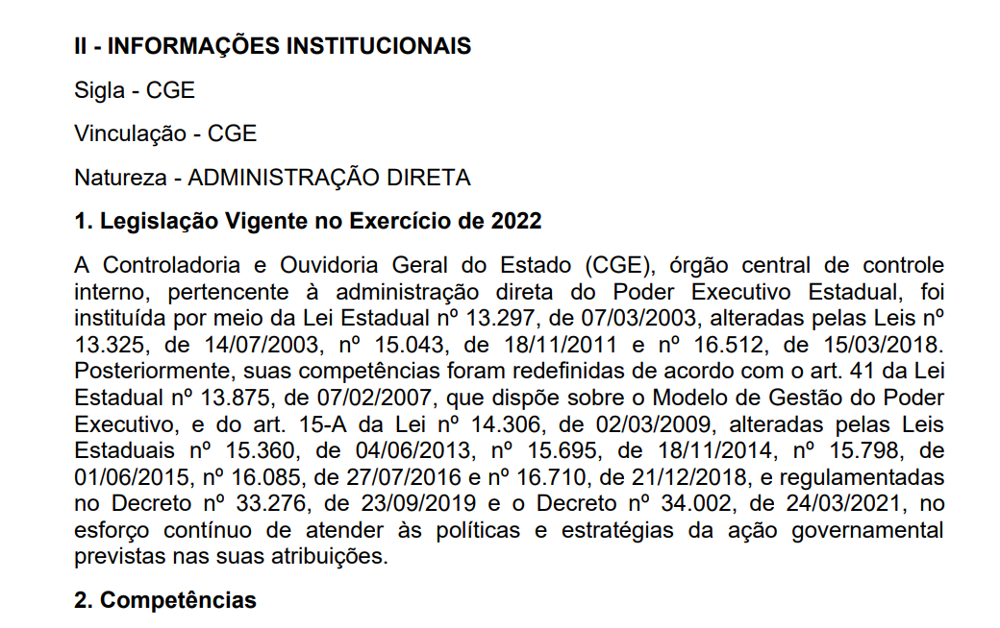 II - INFORMAÇÕES INSTITUCIONAIS
Sigla - CGE
Vinculação - CGE
Natureza - ADMINISTRAÇÃO DIRETA
1. Legislação Vigente no Exercício de 2022
A Controladoria e Ouvidoria Geral do Estado (CGE), órgão central de controle
interno, pertencente à administração direta do Poder Executivo Estadual, foi
instituída por meio da Lei Estadual nº 13.297, de 07/03/2003, alteradas pelas Leis nº
13.325, de 14/07/2003, nº 15.043, de 18/11/2011 e nº 16.512, de 15/03/2018.
Posteriormente, suas competências foram redefinidas de acordo com o art. 41 da Lei
Estadual nº 13.875, de 07/02/2007, que dispõe sobre o Modelo de Gestão do Poder
Executivo, e do art. 15-A da Lei nº 14.306, de 02/03/2009, alteradas pelas Leis
Estaduais nº 15.360, de 04/06/2013, nº 15.695, de 18/11/2014, nº 15.798, de
01/06/2015, nº 16.085, de 27/07/2016 e nº 16.710, de 21/12/2018, e regulamentadas
no Decreto nº 33.276, de 23/09/2019 e o Decreto nº 34.002, de 24/03/2021, no
esforço contínuo de atender às políticas e estratégias da ação governamental
previstas nas suas atribuições.
2. Competências